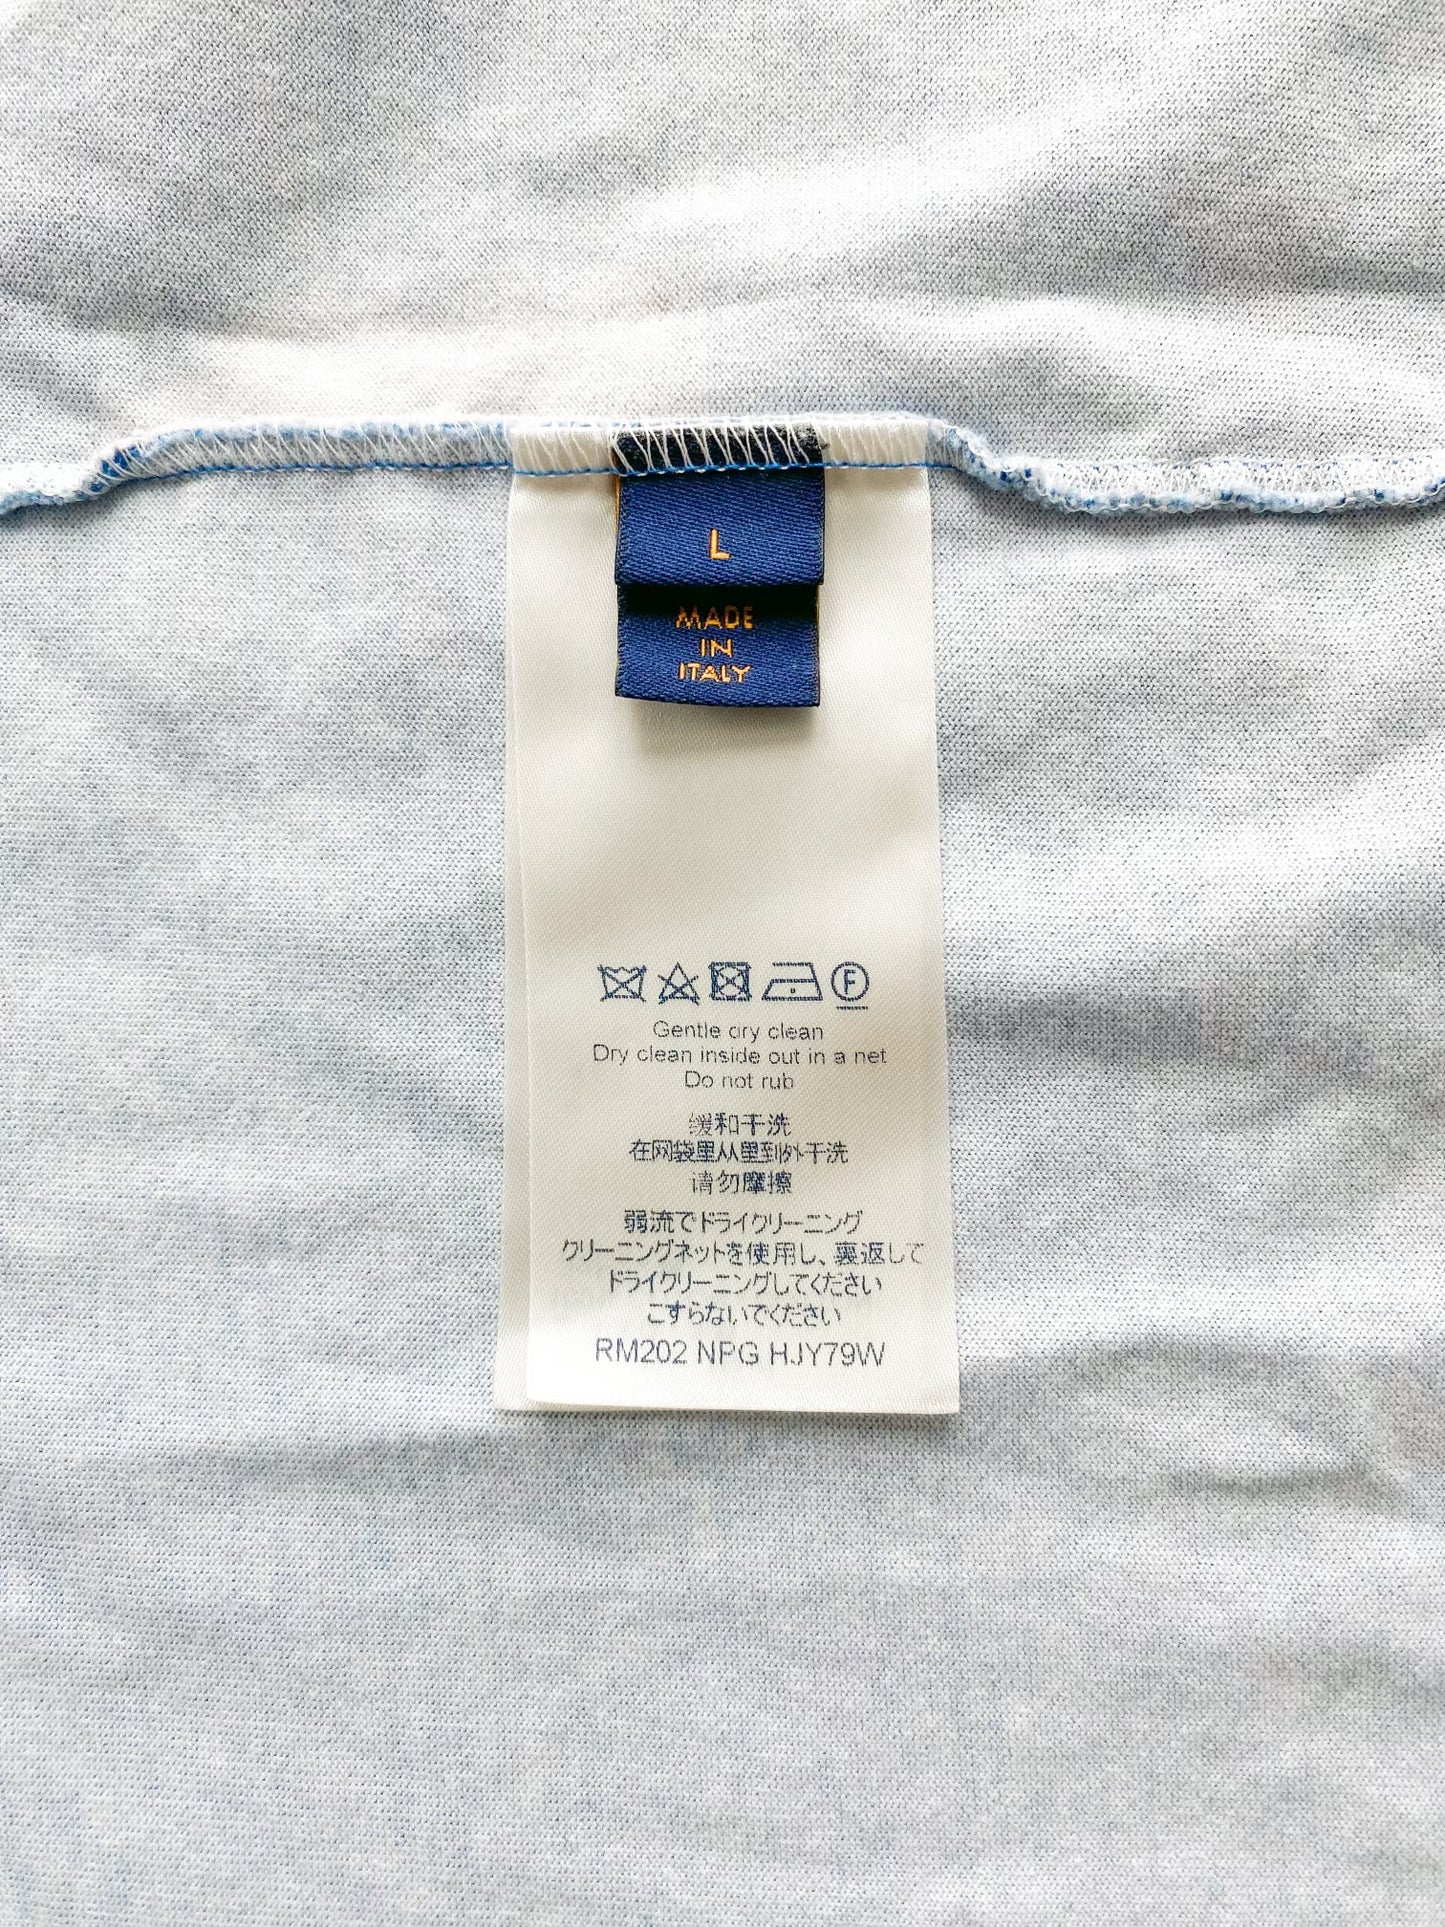 L
MADE
IN
ITALY
F
Gentle dry clean
Dry clean inside out in a net
Do not rub
缓和干洗
在网袋里从里到外干洗
请勿摩擦
弱流でドライクリーニング
クリーニングネットを使用し、裏返して
ドライクリーニングしてください
こすらないでください
RM202 NPG HJY79W